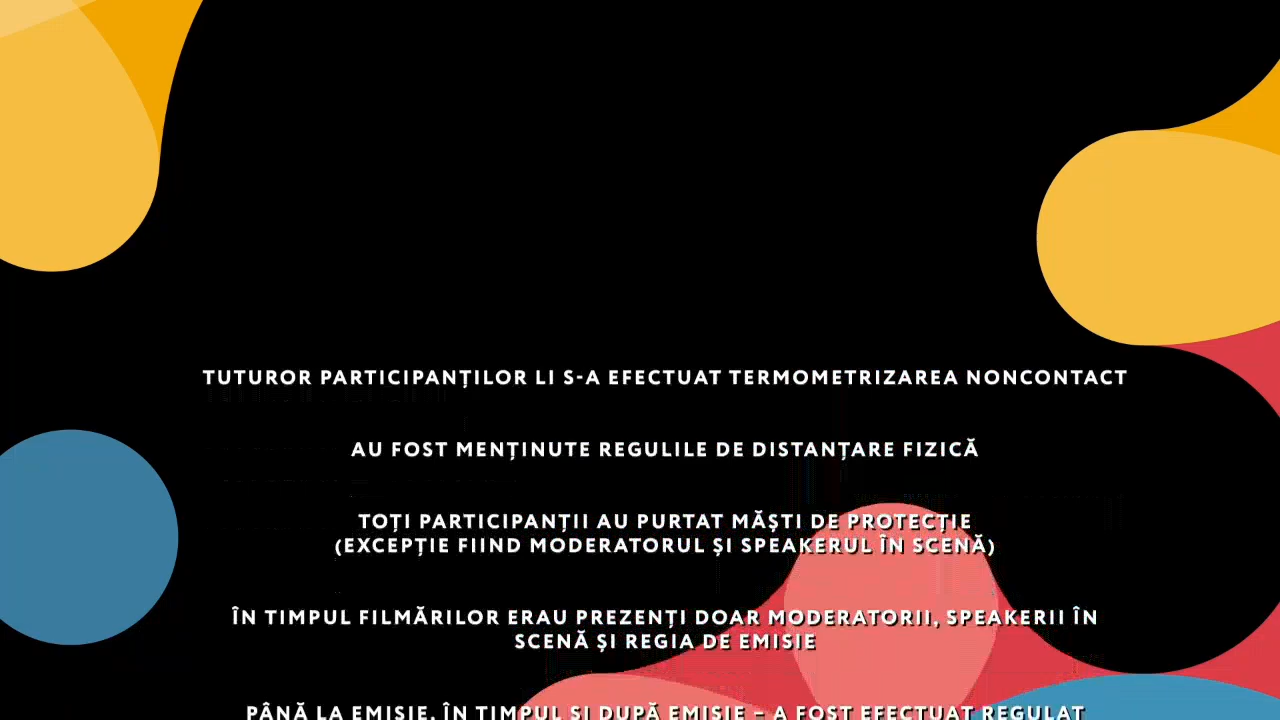 TUTUROR PARTICIPANȚILOR LI S-A EFECTUAT TERMOMETRIZAREA NONCONTACT
AU FOST MENȚINUTE REGULILE DE DISTANȚARE FIZICĂ
TOȚI PARTICIPANȚII AU PURTAT MĂȘTI DE PROTECȚIE
(EXCEPȚIE FIIND MODERATORUL ȘI SPEAKERUL ÎN SCENĂ)
ÎN TIMPUL FILMĂRILOR ERAU PREZENȚI DOAR MODERATORII, SPEAKERII ÎN
SCENĂ ȘI REGIA DE EMISIE
PÂNĂ LA EMISIE, ÎN TIMPUL ȘI DUPĂ EMISIE – A FOST EFECTUAT REGULAT